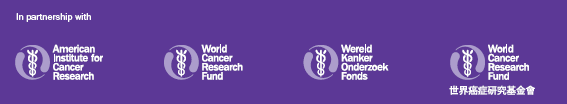 In partnership with
American
Institute for
Cancer
Research
World
Cancer
Research
Fund
Wereld
Kanker
Onderzoek
Fonds
World
Cancer
Research
Fund
世界癌症研究基金會